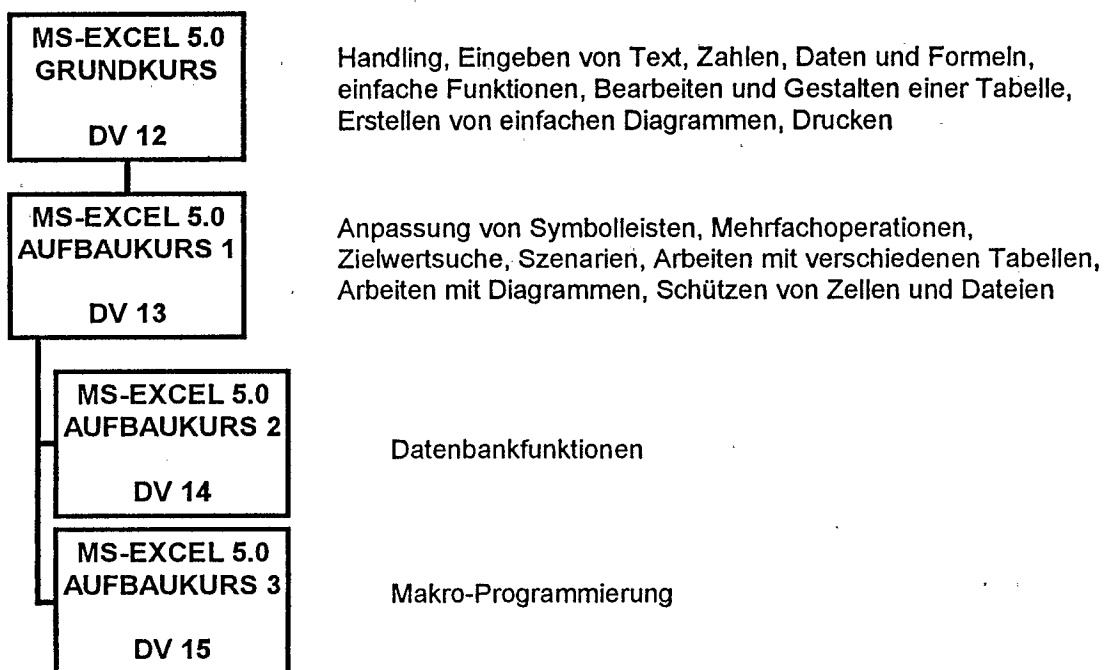 MS-EXCEL 5.0
GRUNDKURS
DV 12
Handling, Eingeben von Text, Zahlen, Daten und Formeln,
einfache Funktionen, Bearbeiten und Gestalten einer Tabelle,
Erstellen von einfachen Diagrammen, Drucken
MS-EXCEL 5.0
AUFBAUKURS 1
DV 13
Anpassung von Symbolleisten, Mehrfachoperationen,
Zielwertsuche, Szenarien, Arbeiten mit verschiedenen Tabellen,
Arbeiten mit Diagrammen, Schützen von Zellen und Dateien
MS-EXCEL 5.0
AUFBAUKURS 2
DV 14
Datenbankfunktionen
MS-EXCEL 5.0
AUFBAUKURS 3
DV 15
Makro-Programmierung